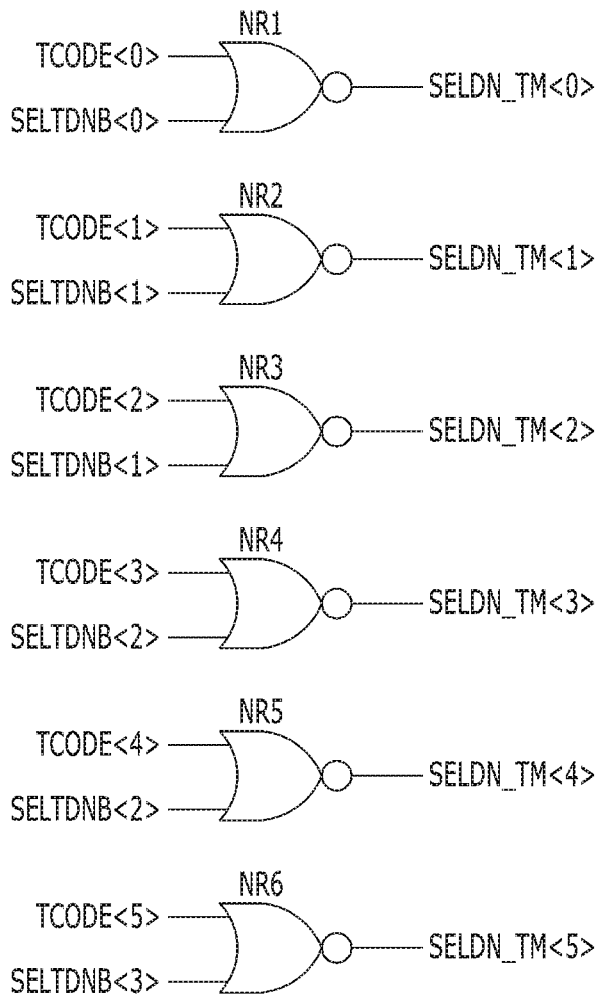 NR1
TCODE<0>
SELTDNB<0>
SELDN_TM<0>
NR2
TCODE<1>
SELTDNB<1>
SELDN_TM<1>
NR3
TCODE<2>
SELTDNB<1>
SELDN_TM<2>
NR4
TCODE<3>
SELTDNB<2>
SELDN_TM<3>
NR5
TCODE<4>
SELTDNB<2>
SELDN_TM<4>
NR6
TCODE<5>
SELTDNB<3>
SELDN_TM<5>